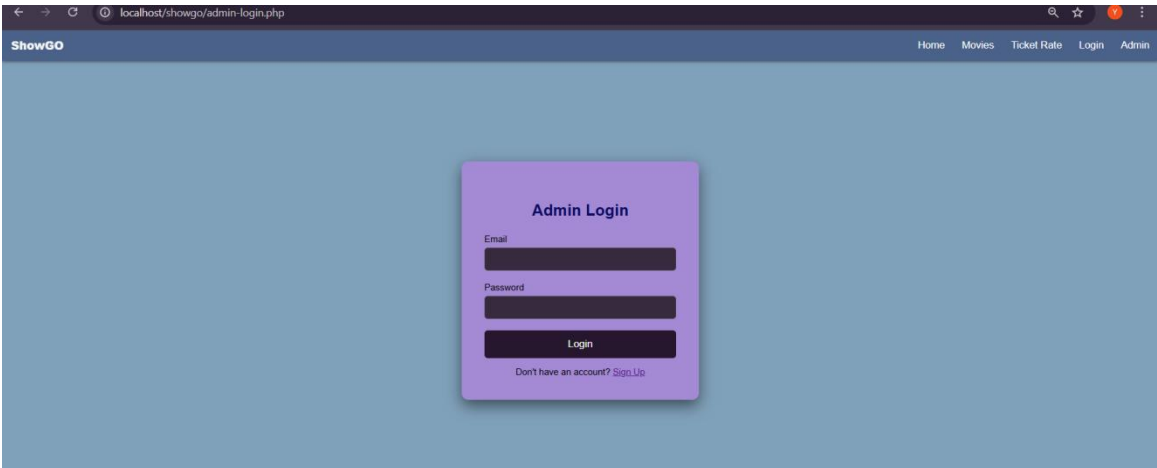 localhost/showgo/admin-login.php
Y
ShowGO Home Movies Ticket Rate Login Admin
Admin Login
Email
Password
Login
Don't have an account? Sign Up